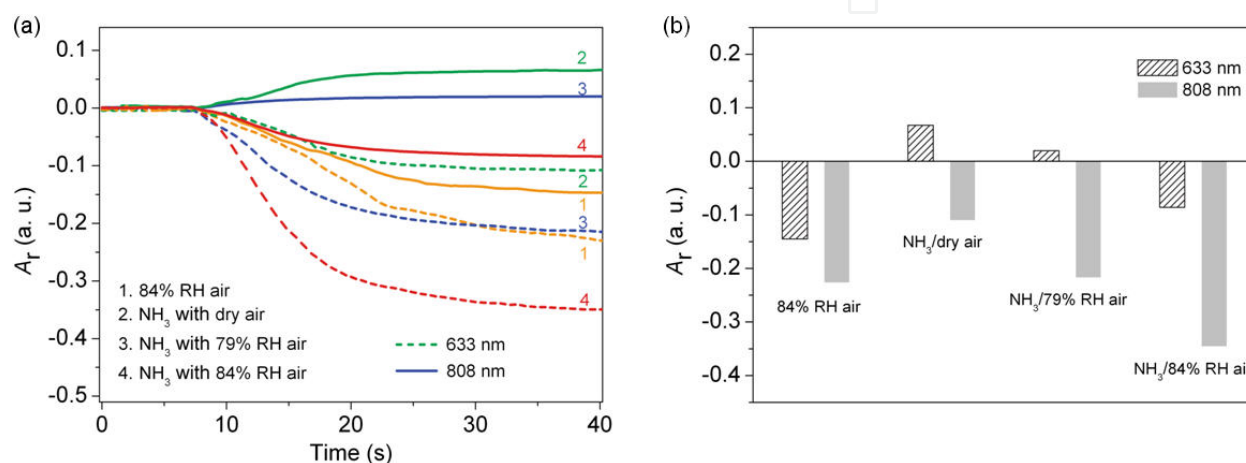 (a)
0.1
0.0
-0.1
-0.2
-0.3
-0.4
-0.5
Ar (a. u.)
2
3
4
2
1
3
1
4
1. 84% RH air
2. NH3 with dry air
3. NH3 with 79% RH air
4. NH3 with 84% RH air
633 nm
808 nm
0 10 20 30 40
Time (s)
(b)
0.2
0.1
0.0
-0.1
-0.2
-0.3
-0.4
Ar (a. u.)
633 nm
808 nm
84% RH air
NH3/dry air
NH3/79% RH air
NH3/84% RH air